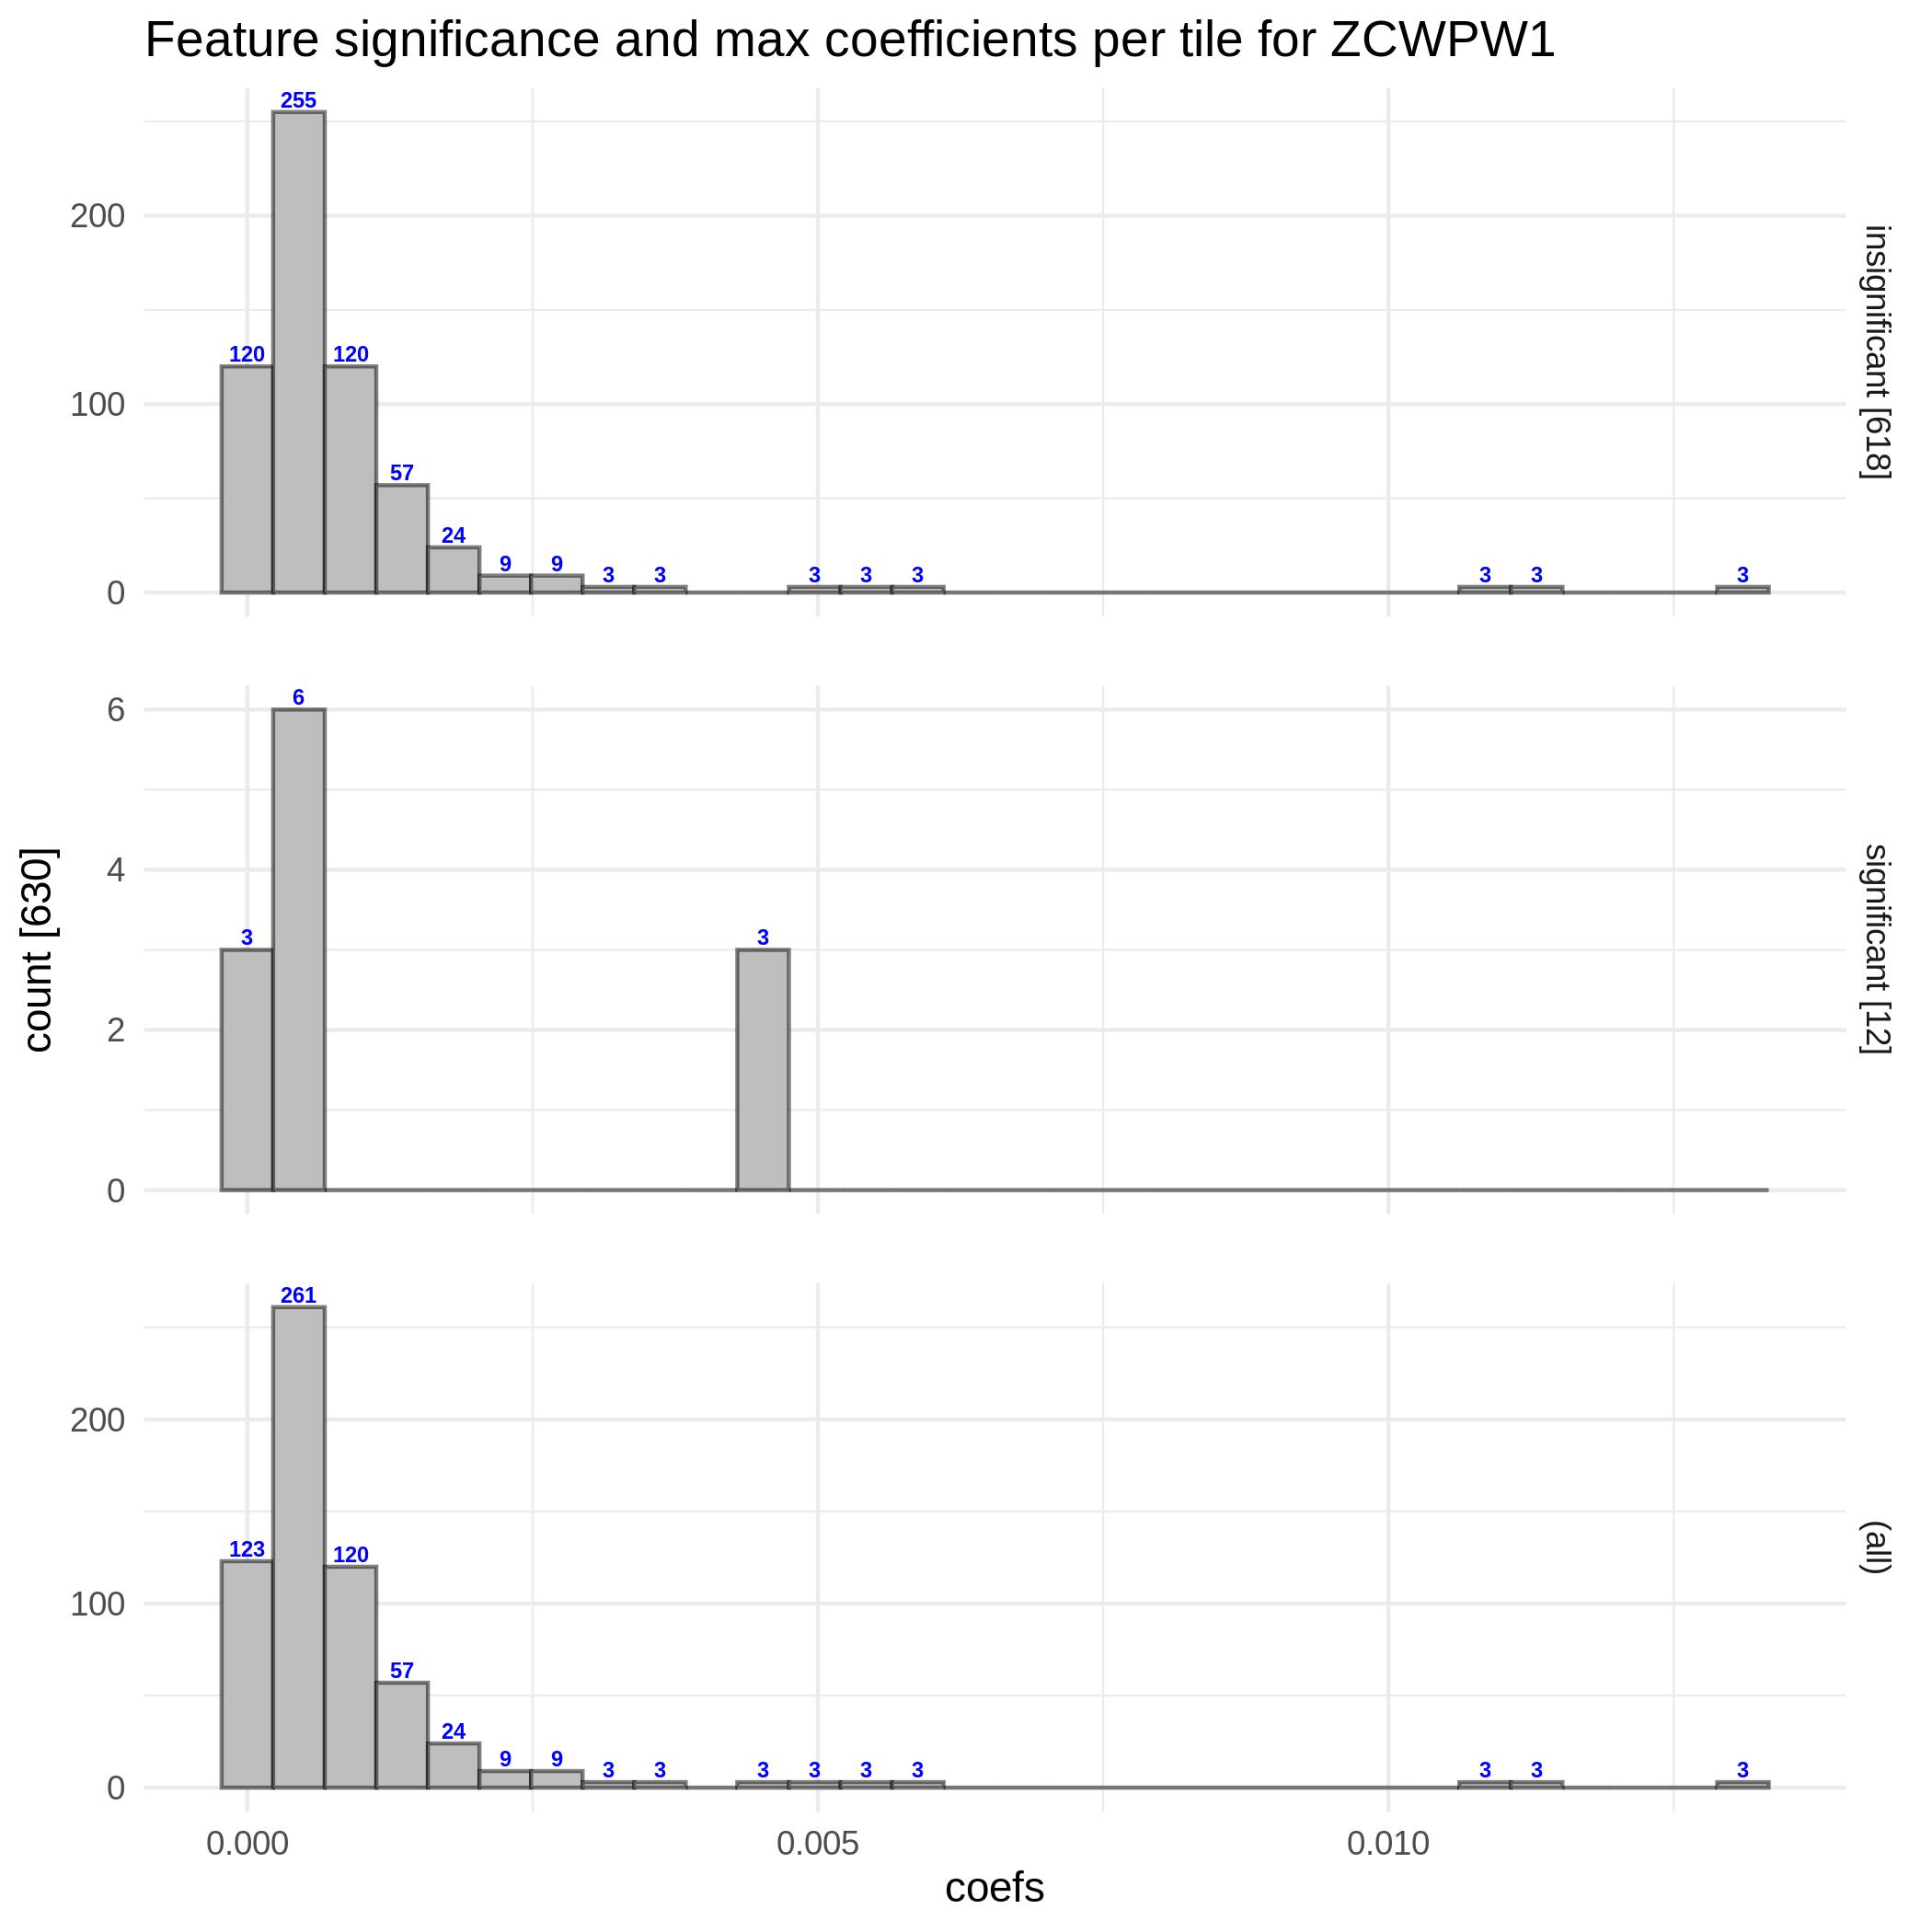 Feature significance and max coefficients per tile for ZCWPW1
255
200
120 120
100
57
24
9 9 3 3 3 3 3 3 3 3
0
insignificant [618]
6
6
4
3 3
2
0
significant [12]
count [630]
261
200
123 120
100
57
24
9 9 3 3 3 3 3 3 3 3 3
0
(all)
0.000 0.005 0.010
coefs